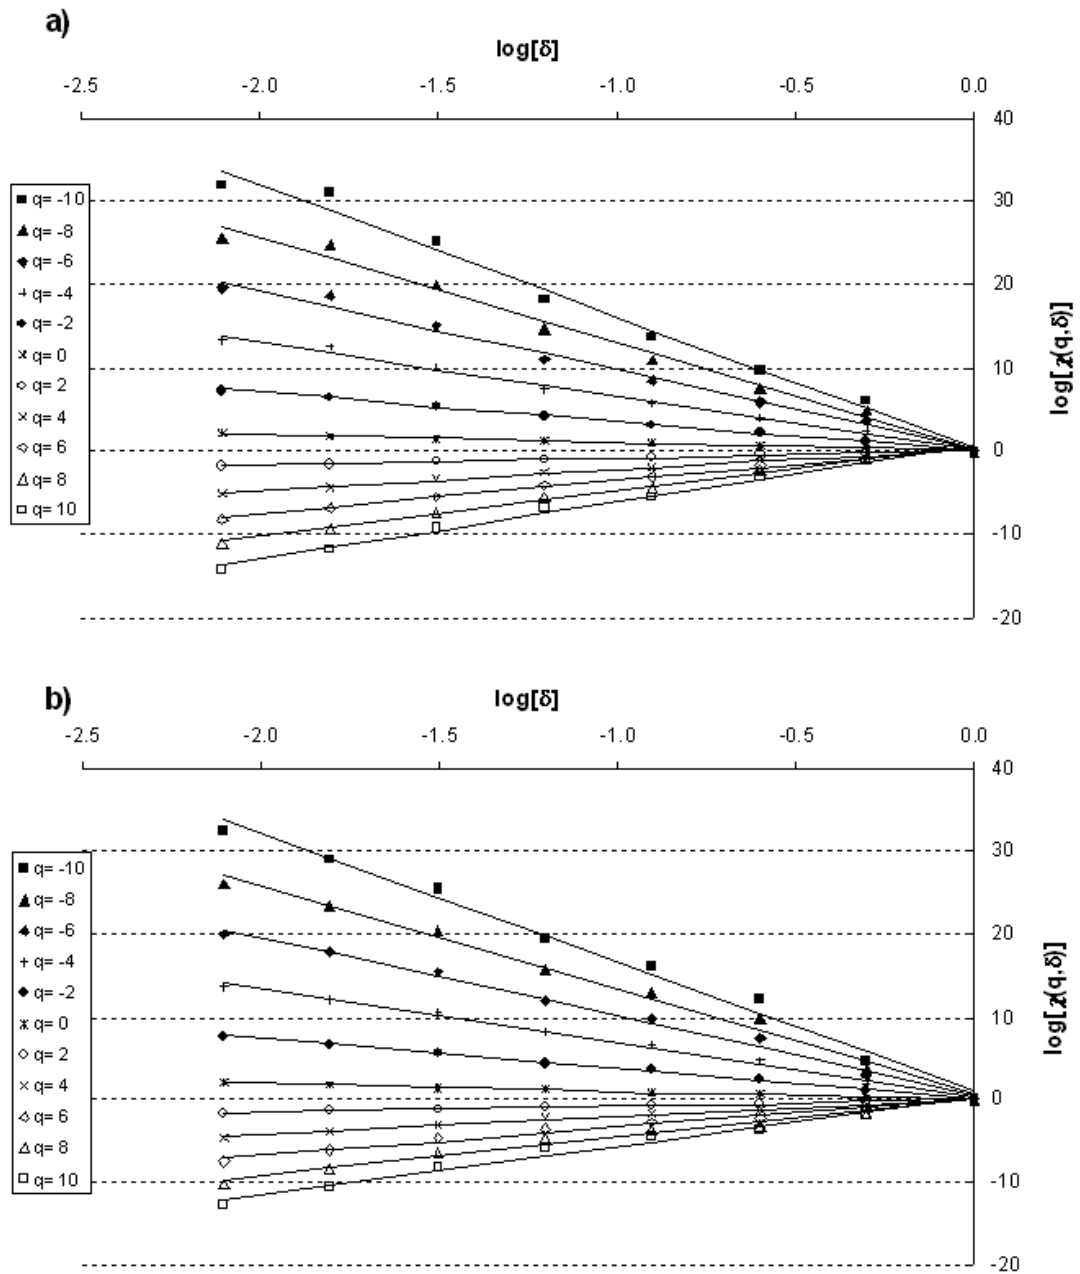 a)
log[δ]
-2.5 -2.0 -1.5 -1.0 -0.5 0.0
40
30
20
10
0
-10
-20
log[χ(q,δ)]
q= -10
q= -8
q= -6
q= -4
q= -2
q= 0
q= 2
q= 4
q= 6
q= 8
q= 10
b)
log[δ]
-2.5 -2.0 -1.5 -1.0 -0.5 0.0
40
30
20
10
0
-10
-20
log[χ(q,δ)]
q= -10
q= -8
q= -6
q= -4
q= -2
q= 0
q= 2
q= 4
q= 6
q= 8
q= 10